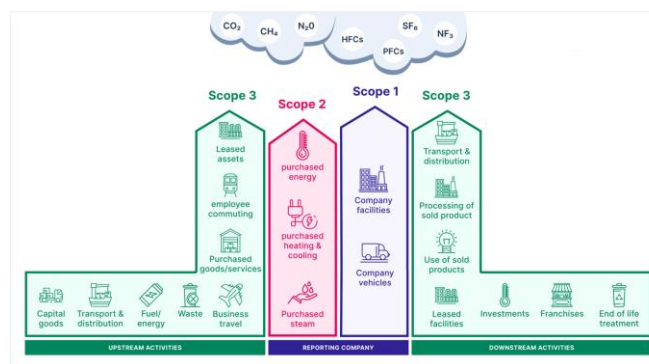 CO₂
CH₄
N₂O
HFCs
PFCs
SF₆
NF₃
Scope 3
Leased
assets
employee
commuting
Purchased
goods/services
Capital
goods
Transport &
distribution
Fuel/
energy
Waste
Business
travel
UPSTREAM ACTIVITIES
Scope 2
purchased
energy
purchased
heating &
cooling
Purchased
steam
Scope 1
Company
facilities
Company
vehicles
REPORTING COMPANY
Scope 3
Transport &
distribution
Processing of
sold product
Use of sold
products
Leased
facilities
Investments
Franchises
End of life
treatment
DOWNSTREAM ACTIVITIES